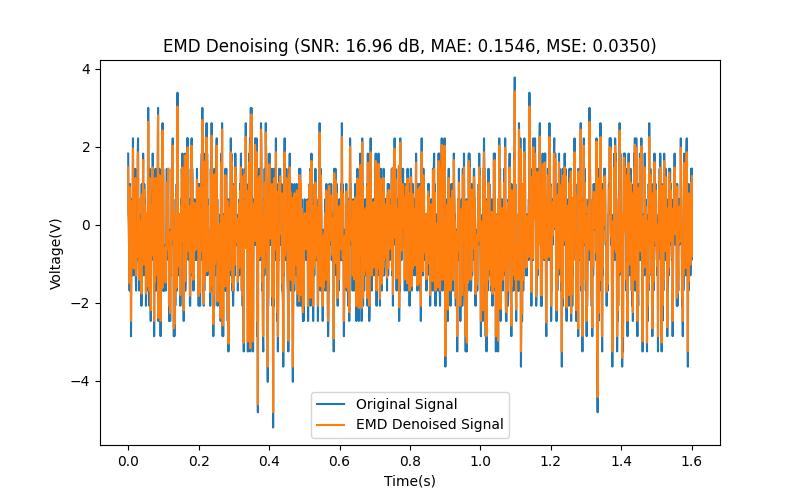 EMD Denoising (SNR: 16.96 dB, MAE: 0.1546, MSE: 0.0350)
4
2
0
−2
−4
Voltage(V)
Original Signal
EMD Denoised Signal
0.0 0.2 0.4 0.6 0.8 1.0 1.2 1.4 1.6
Time(s)